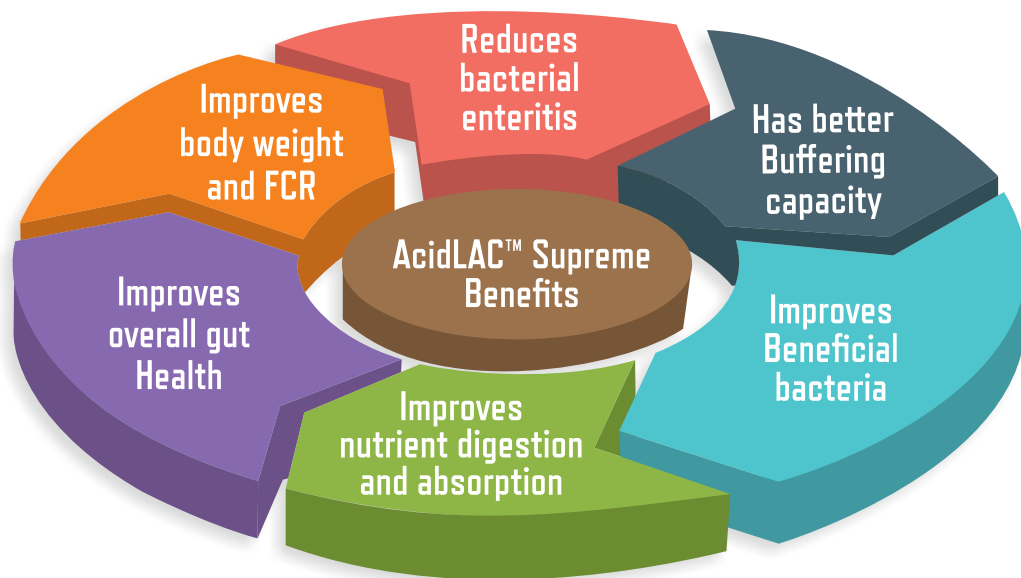 Reduces
bacterial
enteritis
Has better
Buffering
capacity
Improves
Beneficial
bacteria
Improves
nutrient digestion
and absorption
Improves
overall gut
Health
Improves
body weight
and FCR
AcidLAC™ Supreme
Benefits